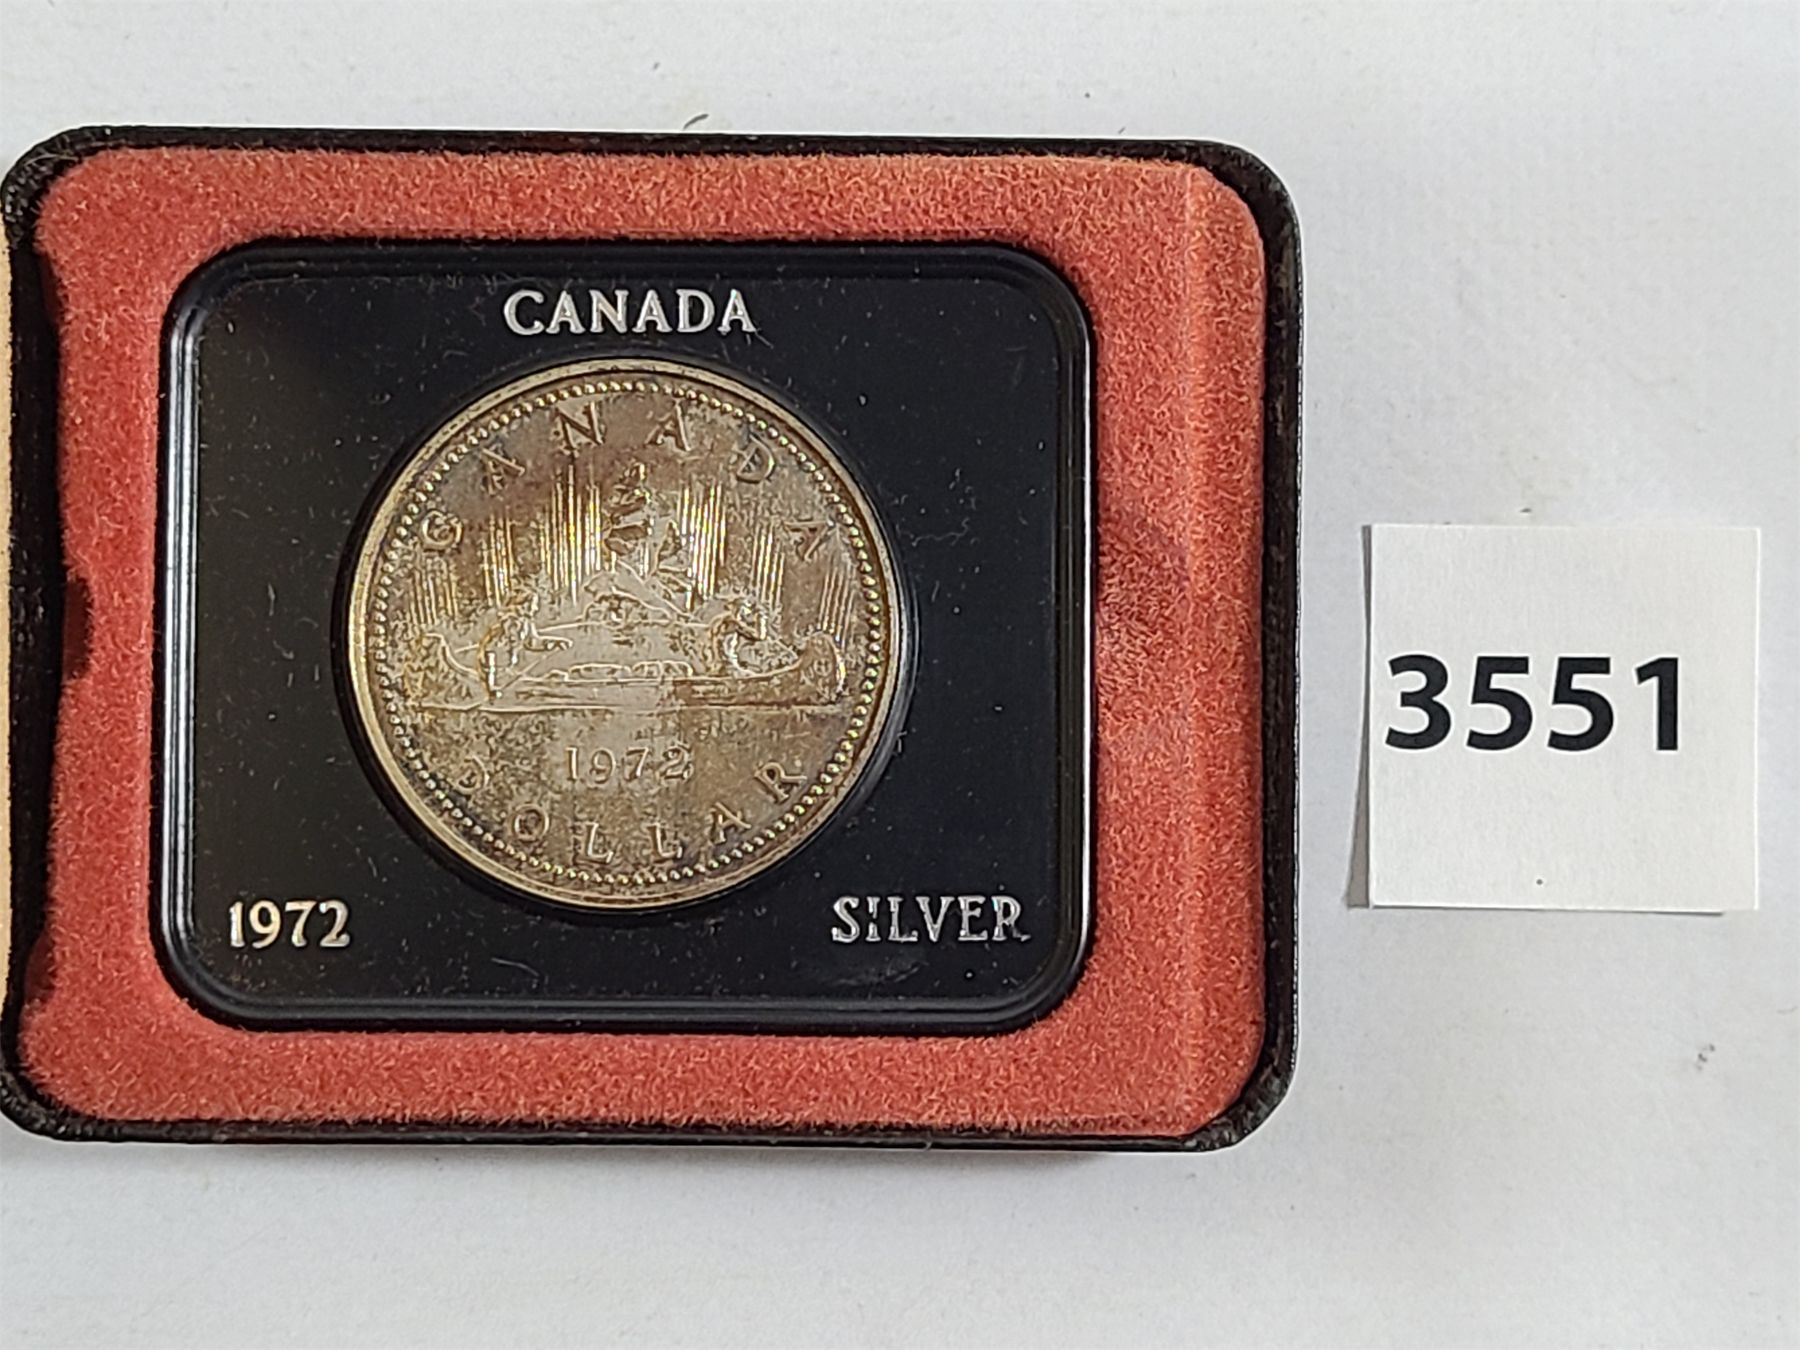 CANADA
CANADA
1972
DOLLAR
1972
SILVER
3551